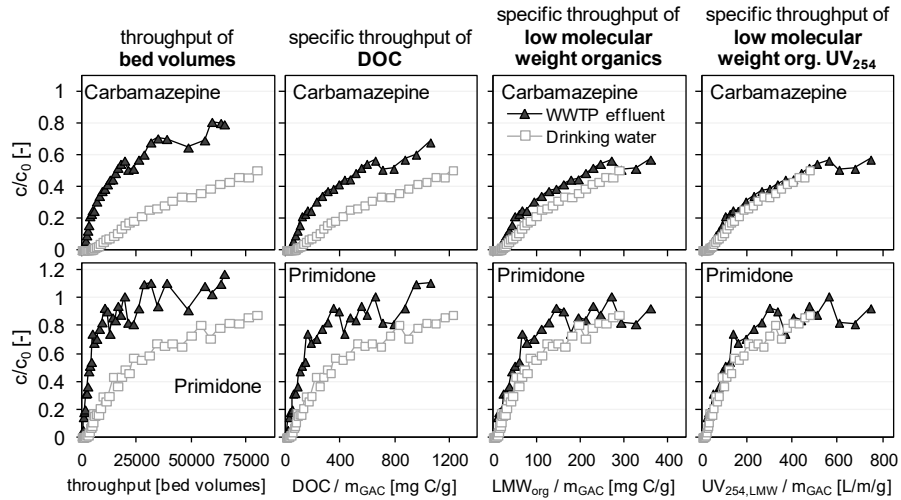 throughput of
bed volumes
specific throughput of
DOC
specific throughput of
low molecular
weight organics
specific throughput of
low molecular
weight org. UV254
c/c0 [-]
1
0.8
0.6
0.4
0.2
0
Carbamazepine
Carbamazepine
Carbamazepine
WWTP effluent
Drinking water
Carbamazepine
c/c0 [-]
1.2
1
0.8
0.6
0.4
0.2
0
Primidone
Primidone
Primidone
Primidone
0 25000 50000 75000
0 400 800 1200
0 100 200 300 400
0 200 400 600 800
throughput [bed volumes]
DOC / mGAC [mg C/g]
LMWorg / mGAC [mg C/g]
UV254,LMW / mGAC [L/m/g]